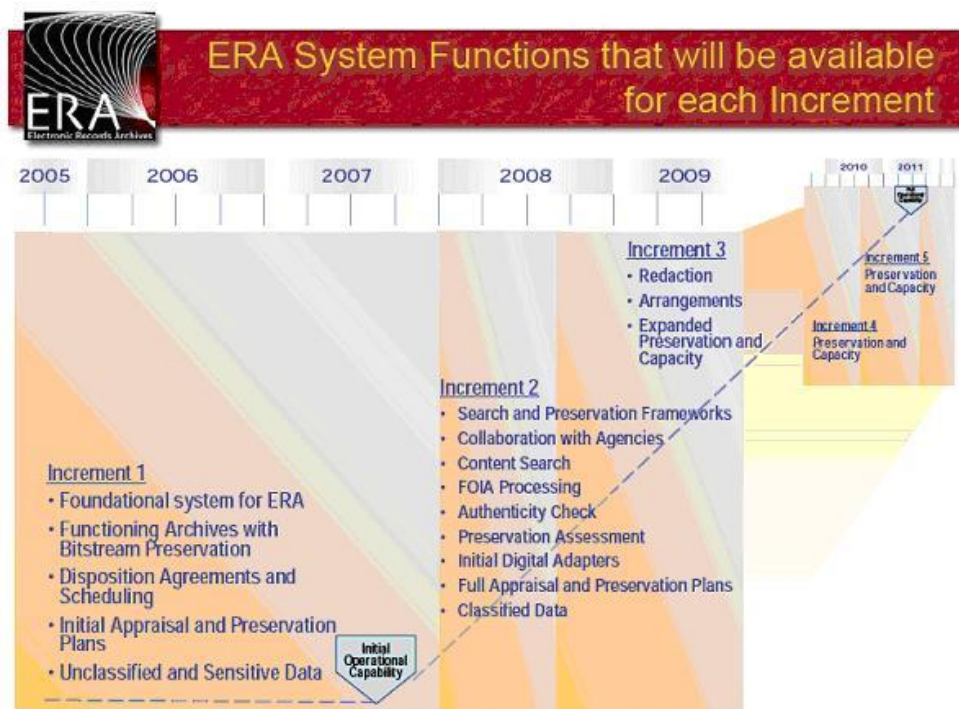 ERA System Functions that will be available
for each Increment
ERA
Electronic Records Archives
2005 2006 2007 2008 2009 2010 2011
Increment 1
• Foundational system for ERA
• Functioning Archives with
Bitstream Preservation
• Disposition Agreements and
Scheduling
• Initial Appraisal and Preservation
Plans
• Unclassified and Sensitive Data
Initial
Operational
Capability
Increment 2
• Search and Preservation Frameworks
• Collaboration with Agencies
• Content Search
• FOIA Processing
• Authenticity Check
• Preservation Assessment
• Initial Digital Adapters
• Full Appraisal and Preservation Plans
• Classified Data
Increment 3
• Redaction
• Arrangements
• Expanded
Preservation and
Capacity
Increment 4
Preservation and
Capacity
Increment 5
Preservation
and Capacity
Full
Operational
Capability